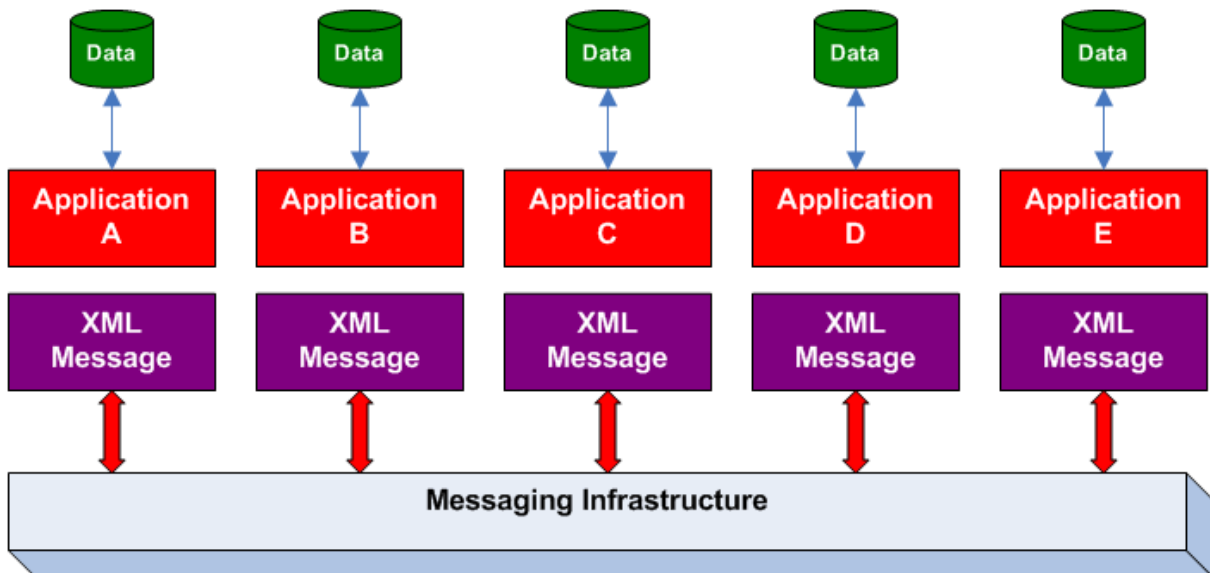 Data
Data
Data
Data
Data
Application
A
Application
B
Application
C
Application
D
Application
E
XML
Message
XML
Message
XML
Message
XML
Message
XML
Message
Messaging Infrastructure